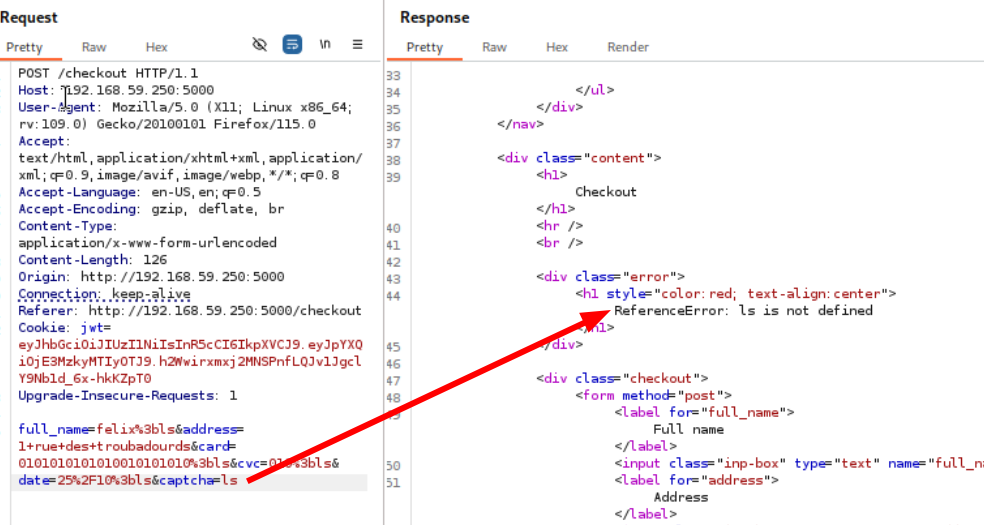 Request
Pretty Raw Hex \n
POST /checkout HTTP/1.1
Host: 192.168.59.250:5000
User-Agent: Mozilla/5.0 (X11; Linux x86_64;
rv:109.0) Gecko/20100101 Firefox/115.0
Accept:
text/html,application/xhtml+xml,application/
xml;q=0.9,image/avif,image/webp,*/*;q=0.8
Accept-Language: en-US,en;q=0.5
Accept-Encoding: gzip, deflate, br
Content-Type:
application/x-www-form-urlencoded
Content-Length: 126
Origin: http://192.168.59.250:5000
Connection: keep-alive
Referer: http://192.168.59.250:5000/checkout
Cookie: jwt=
eyJhbGciOiJIUzI1NiIsInR5cCI6IkpXVCJ9.eyJpYXQ
iOjE3MzkyMTIyOTJ9.h2Wwirxmxj2MNSPnfLQJv1Jgcl
Y9Nb1d_6x-hkKZpT0
Upgrade-Insecure-Requests: 1
full_name=felix%3bls&address=
1+rue+des+troubadourds&card=
0101010101010010101010%3bls&cvc=010%3bls&
date=25%2F10%3bls&captcha=ls
Response
Pretty Raw Hex Render
33
34 </ul>
35 </div>
36 </nav>
37
38 <div class="content">
39 <h1>
Checkout
</h1>
40 <hr />
41 <br />
42
43 <div class="error">
44 <h1 style="color:red; text-align:center">
ReferenceError: ls is not defined
</h1>
45 </div>
46
47 <div class="checkout">
48 <form method="post">
<label for="full_name">
Full name
</label>
50 <input class="inp-box" type="text" name="full_n
51 <label for="address">
Address
</label>